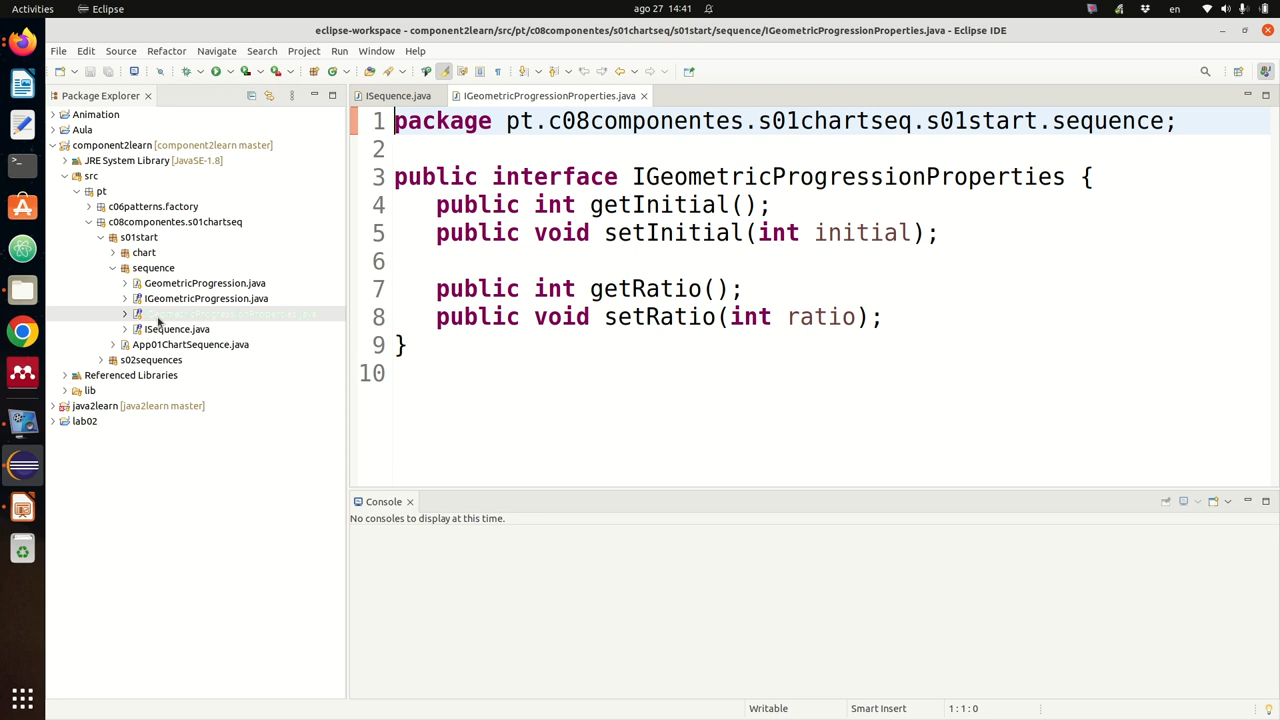 Activities
Eclipse
ago 27 14:41
en
eclipse-workspace - component2learn/src/pt/c08componentes/s01chartseq/s01start/sequence/IGeometricProgressionProperties.java - Eclipse IDE
File Edit Source Refactor Navigate Search Project Run Window Help
Package Explorer
ISequence.java
IGeometricProgressionProperties.java
Animation
Aula
component2learn [component2learn master]
JRE System Library [JavaSE-1.8]
src
pt
c06patterns.factory
c08componentes.s01chartseq
s01start
chart
sequence
GeometricProgression.java
IGeometricProgression.java
IGeometricProgressionProperties.java
ISequence.java
App01ChartSequence.java
s02sequences
Referenced Libraries
lib
java2learn [java2learn master]
lab02
1 package pt.c08componentes.s01chartseq.s01start.sequence;
2
3 public interface IGeometricProgressionProperties {
4 public int getInitial();
5 public void setInitial(int initial);
6
7 public int getRatio();
8 public void setRatio(int ratio);
9 }
10
Console
No consoles to display at this time.
Writable
Smart Insert
1 : 1 : 0